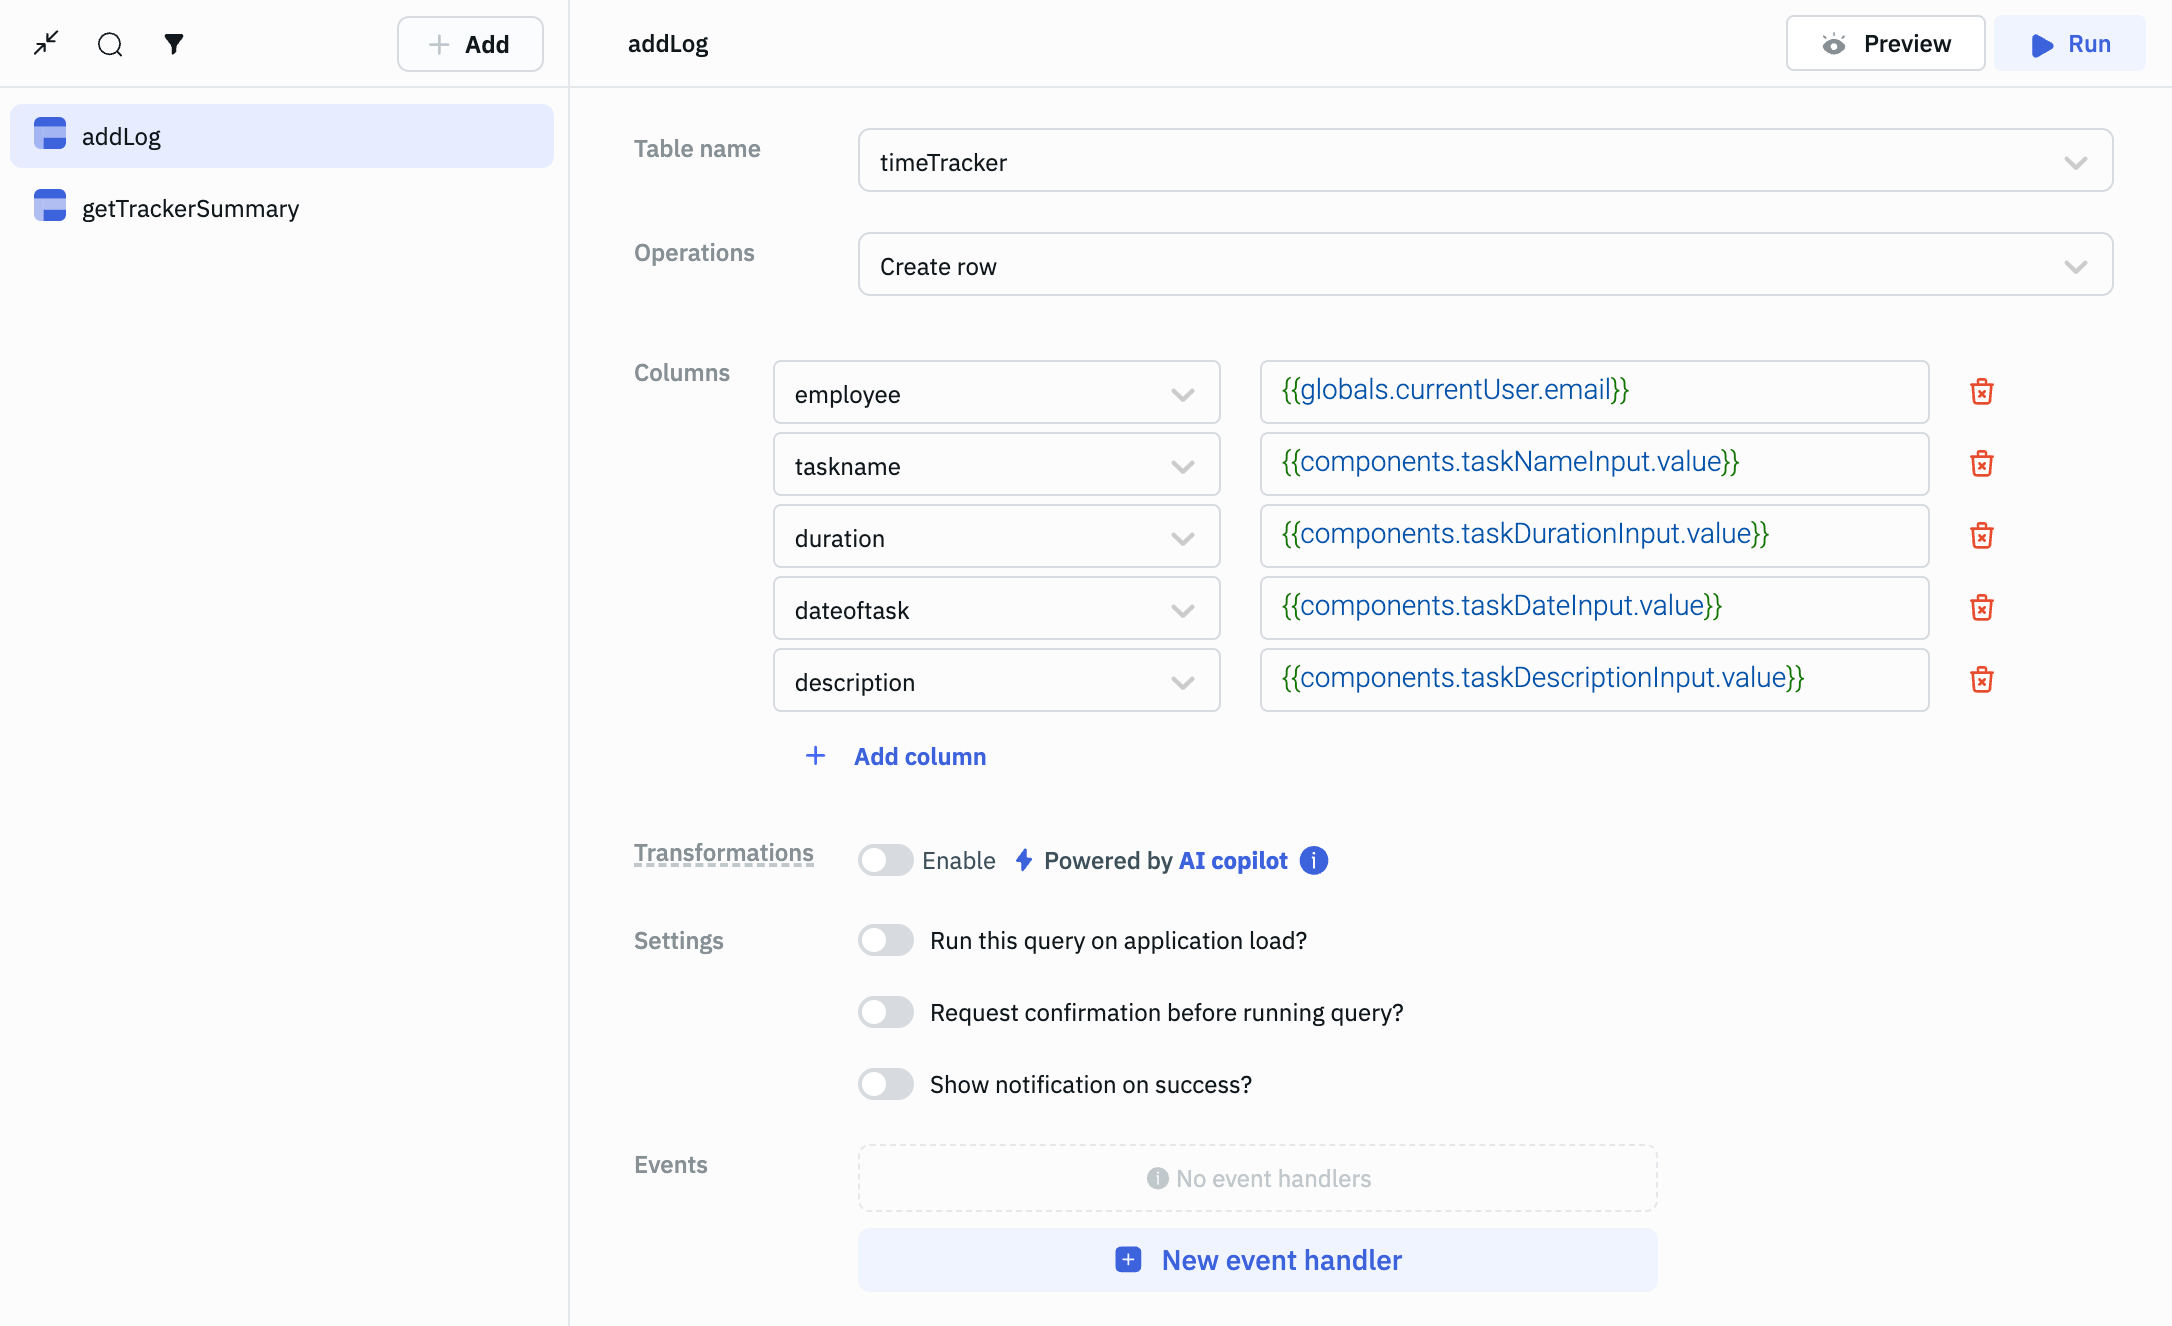 Add
addLog
Preview
Run
addLog
getTrackerSummary
Table name
timeTracker
Operations
Create row
Columns
employee
{{globals.currentUser.email}}
taskname
{{components.taskNameInput.value}}
duration
{{components.taskDurationInput.value}}
dateoftask
{{components.taskDateInput.value}}
description
{{components.taskDescriptionInput.value}}
Add column
Transformations
Enable
Powered by AI copilot
Settings
Run this query on application load?
Request confirmation before running query?
Show notification on success?
Events
No event handlers
New event handler